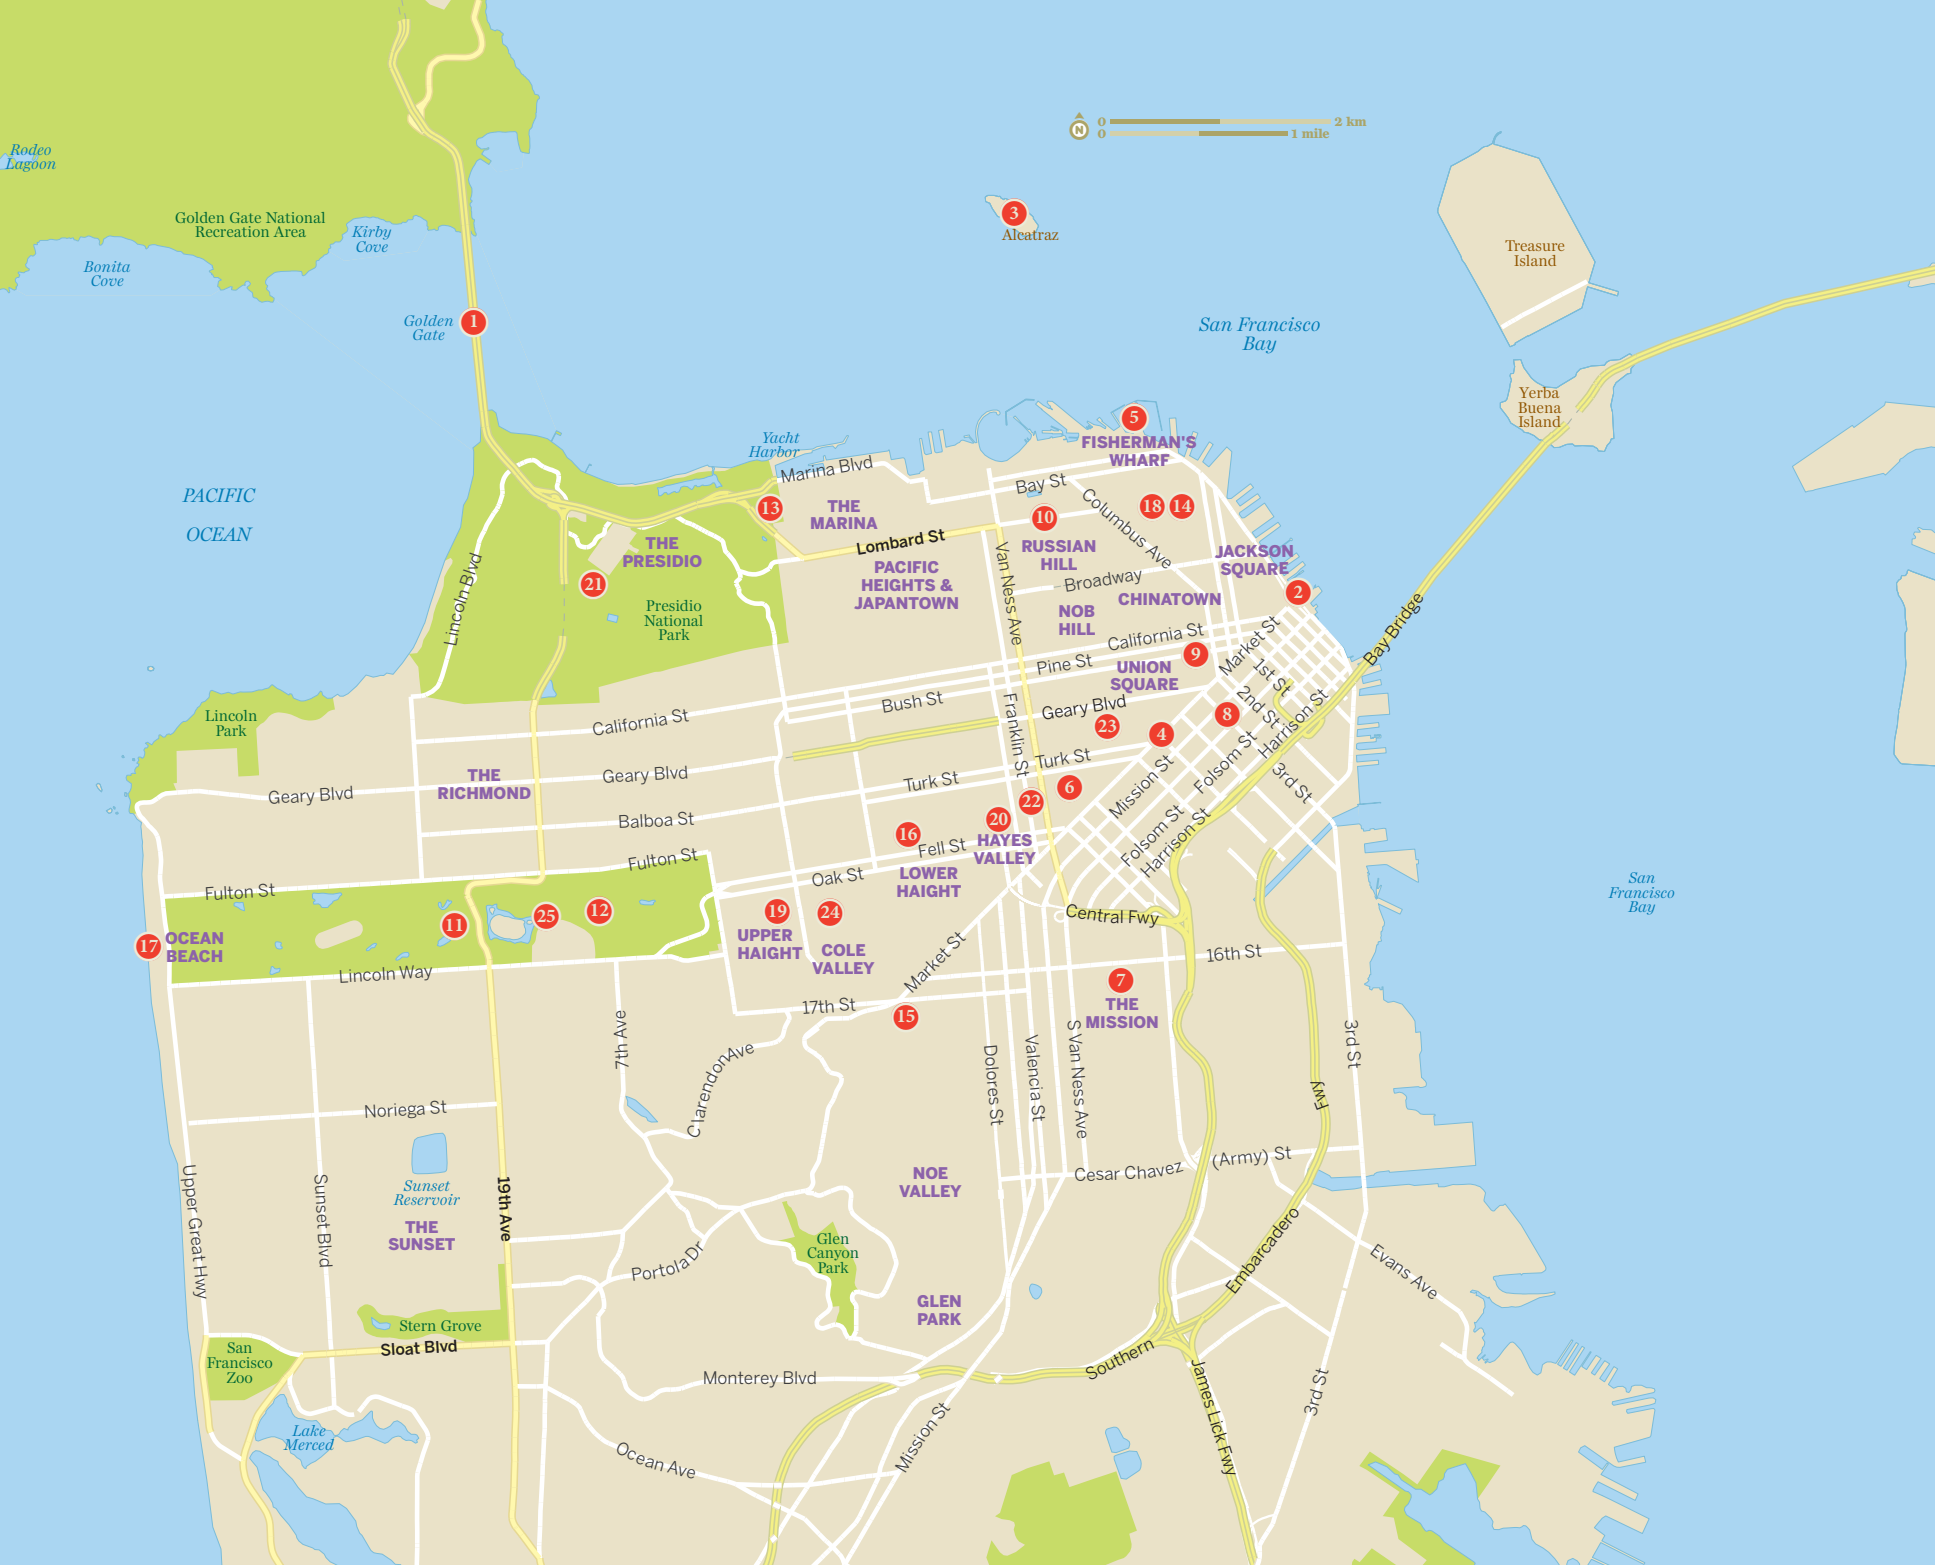 0 2 km
N
0 1 mile
Rodeo
Lagoon
3
Alcatraz
Golden Gate National
Recreation Area
Kirby
Cove
Bonita
Cove
Treasure
Island
Golden
Gate
1
San Francisco
Bay
Yerba
Buena
Island
PACIFIC
OCEAN
Yacht
Harbor
5
FISHERMAN'S
WHARF
Marina Blvd
Bay St
Columbus Ave
18
14
13
THE
MARINA
10
Lombard St
Van Ness Ave
RUSSIAN
HILL
JACKSON
SQUARE
THE
PRESIDIO
PACIFIC
HEIGHTS &
JAPANTOWN
Broadway
21
2
Lincoln Blvd
Presidio
National
Park
NOB
HILL
CHINATOWN
California St
Market St
Bay Bridge
Pine St
9
UNION
SQUARE
1st St
2nd St
Harrison St
Lincoln
Park
California St
Bush St
Franklin St
Geary Blvd
23
8
4
Folsom St
3rd St
THE
RICHMOND
Geary Blvd
Geary Blvd
Turk St
Turk St
6
Mission St
22
Balboa St
20
16
HAYES
VALLEY
Folsom St
Harrison St
Fulton St
Fell St
Oak St
LOWER
HAIGHT
Fulton St
San
Francisco
Bay
11
25
12
19
24
Central Fwy
17
OCEAN
BEACH
UPPER
HAIGHT
COLE
VALLEY
Market St
16th St
Lincoln Way
7
THE
MISSION
17th St
15
7th Ave
Clarendon Ave
Dolores St
Valencia St
S Van Ness Ave
3rd St
Fwy
Noriega St
Cesar Chavez
(Army) St
Upper Great Hwy
Sunset Blvd
Sunset
Reservoir
19th Ave
NOE
VALLEY
THE
SUNSET
Portola Dr
Glen
Canyon
Park
Embarcadero
Evans Ave
GLEN
PARK
Stern Grove
Sloat Blvd
San
Francisco
Zoo
Southern
Monterey Blvd
James Lick Fwy
3rd St
Lake
Merced
Ocean Ave
Mission St